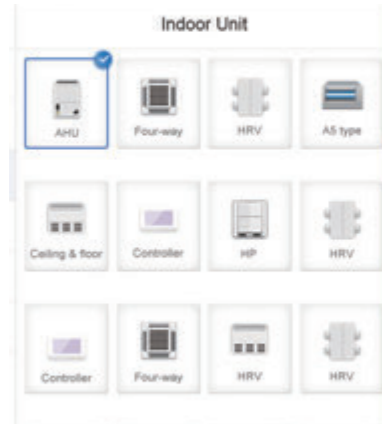 Indoor Unit
AHU Four-way HRV A5 type
Ceiling & floor Controller HP HRV
Controller Four-way HRV HRV